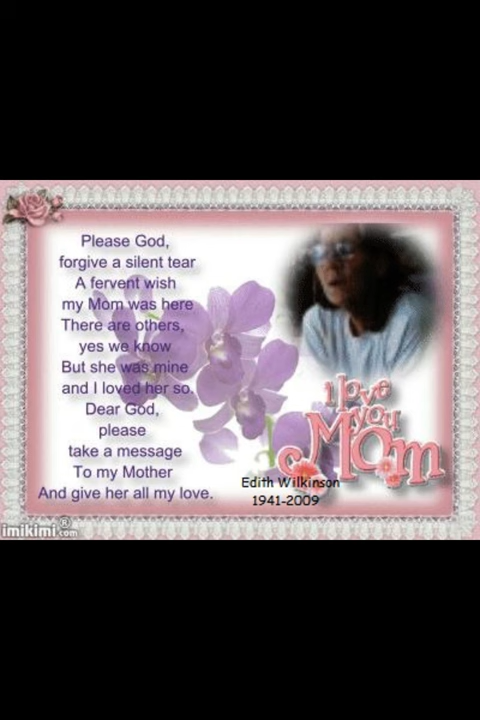 Please God,
forgive a silent tear
A fervent wish
my Mom was here
There are others,
yes we know
But she was mine
and I loved her so.
Dear God,
please
take a message
To my Mother
And give her all my love.
I love
you
Mom
Edith Wilkinson
1941-2009
imikimi®.com